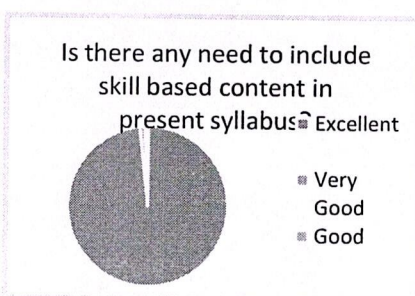 Is there any need to include
skill based content in
present syllabus?
Excellent
Very
Good
Good